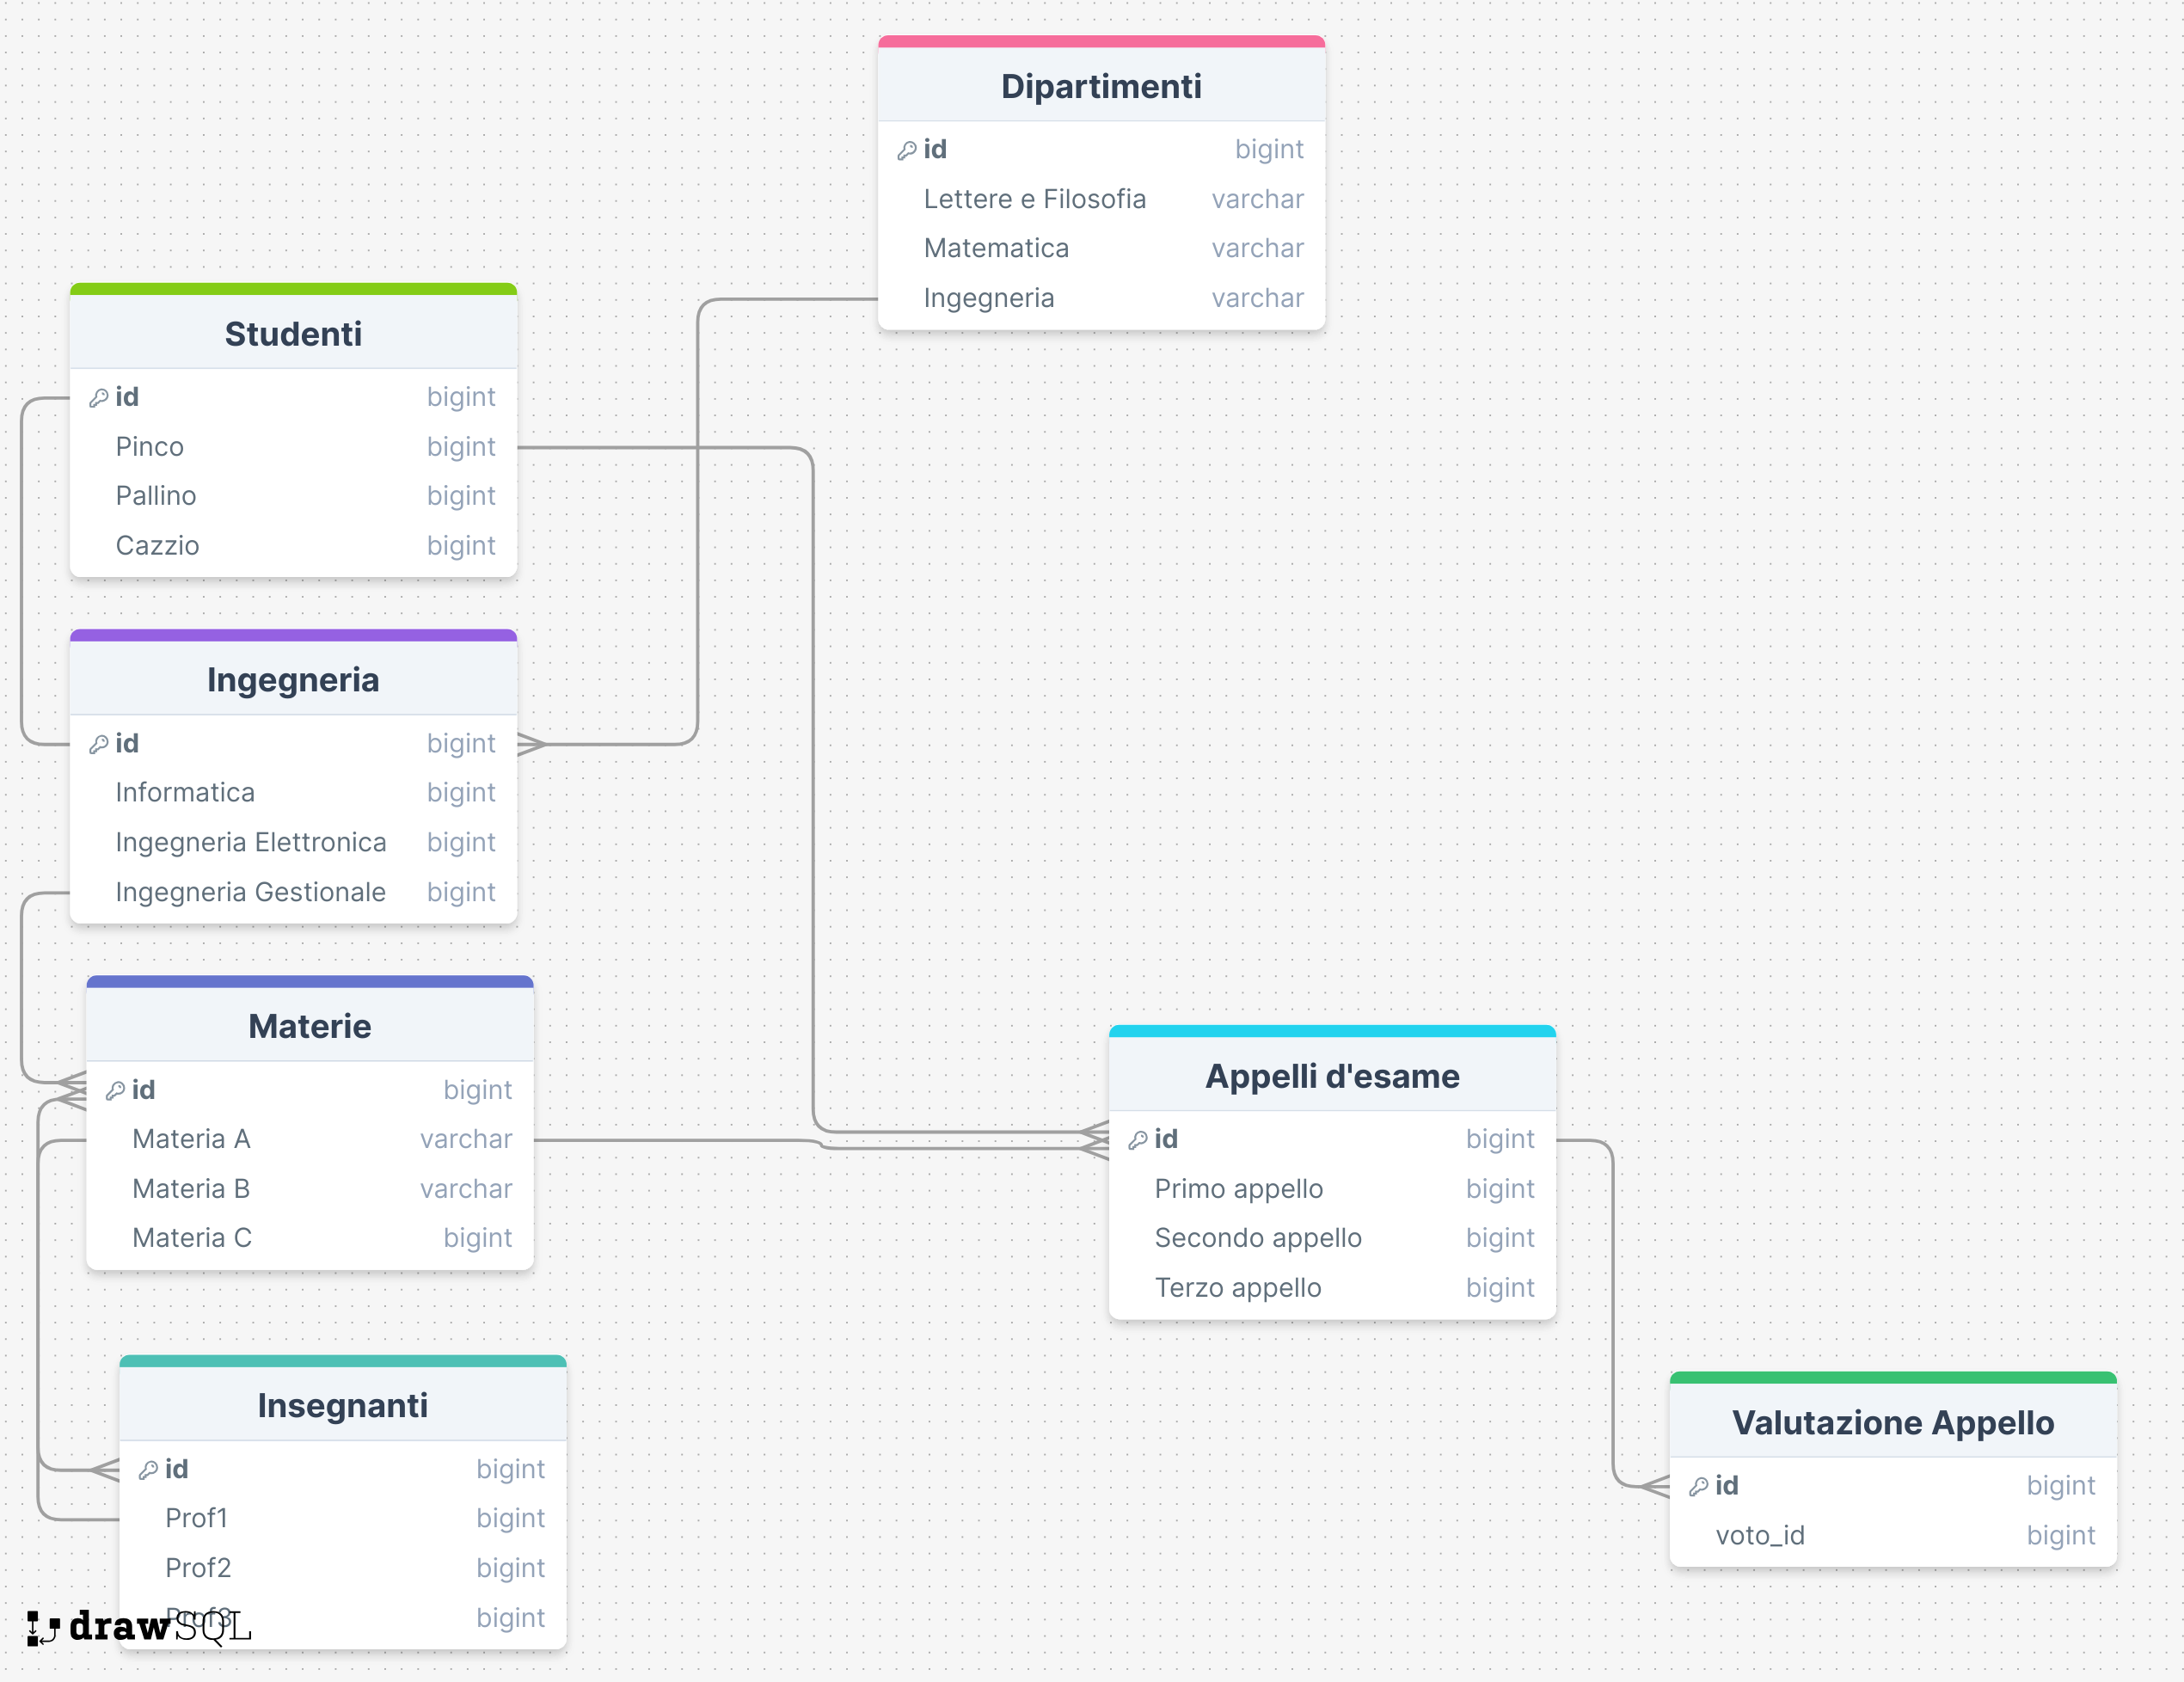 Dipartimenti
id bigint
Lettere e Filosofia varchar
Matematica varchar
Ingegneria varchar
Studenti
id bigint
Pinco bigint
Pallino bigint
Cazzio bigint
Ingegneria
id bigint
Informatica bigint
Ingegneria Elettronica bigint
Ingegneria Gestionale bigint
Materie
id bigint
Materia A varchar
Materia B varchar
Materia C bigint
Appelli d'esame
id bigint
Primo appello bigint
Secondo appello bigint
Terzo appello bigint
Insegnanti
id bigint
Prof1 bigint
Prof2 bigint
Prof3 bigint
Valutazione Appello
id bigint
voto_id bigint
drawSQL